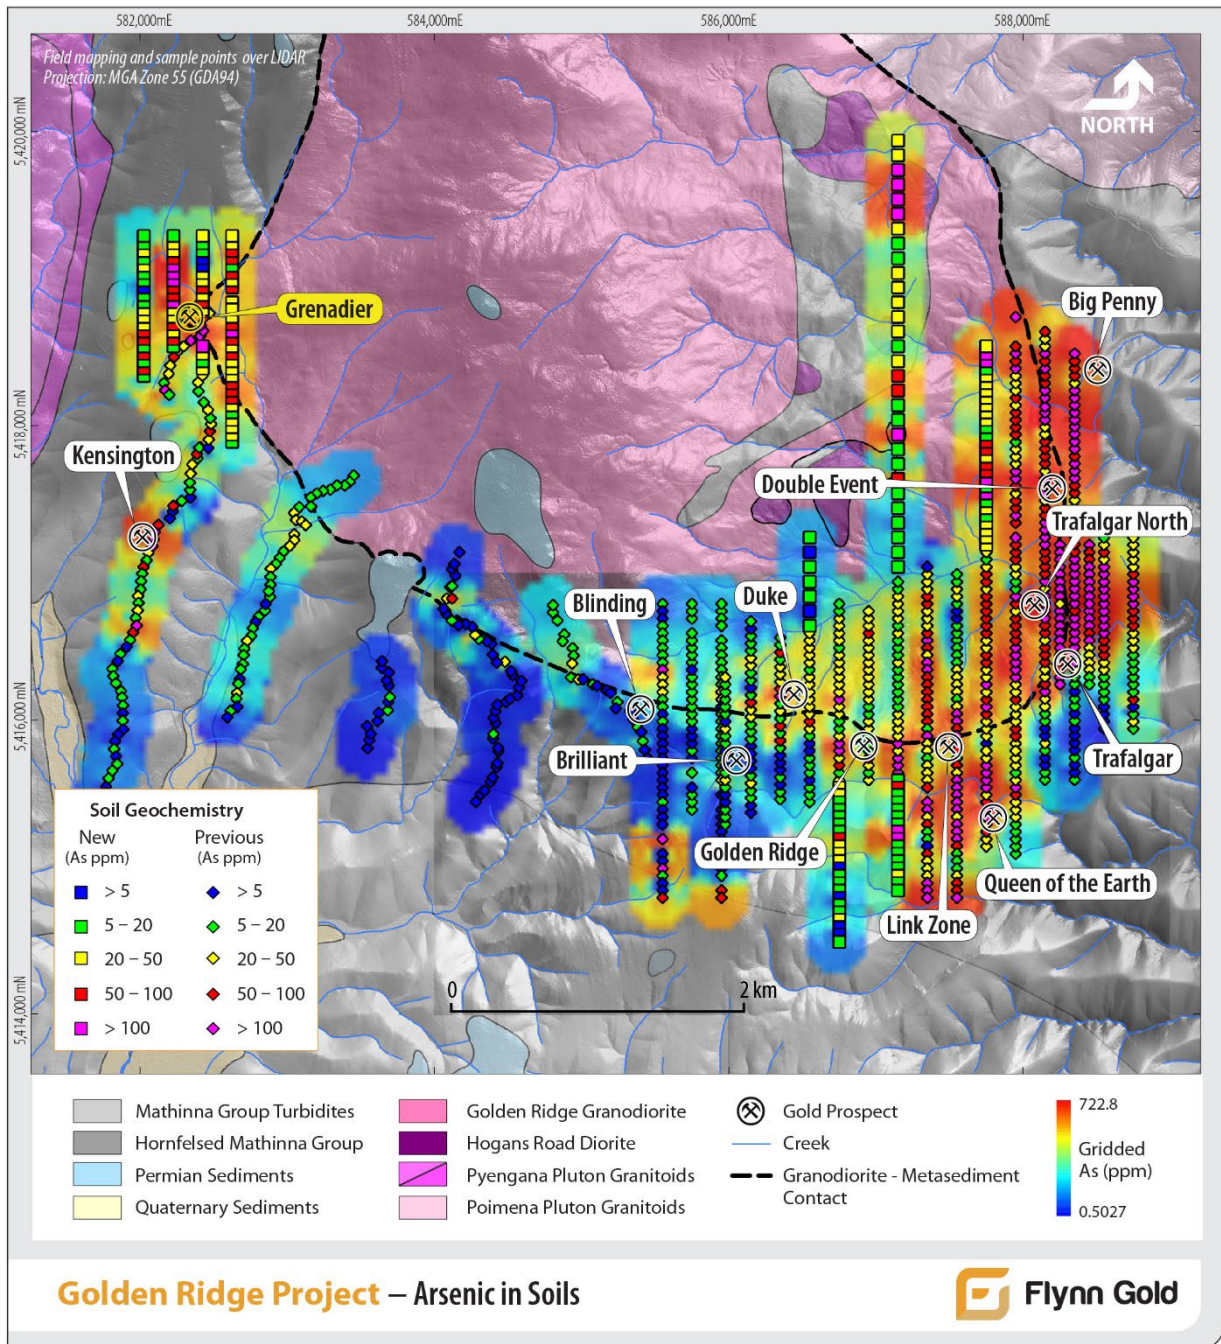 582,000mE
584,000mE
586,000mE
588,000mE
Field mapping and sample points over LIDAR
Projection: MGA Zone 55 (GDA94)
NORTH
5,420,000 mN
5,418,000 mN
5,416,000 mN
5,414,000 mN
Grenadier
Big Penny
Kensington
Double Event
Trafalgar North
Blinding
Duke
Brilliant
Trafalgar
Golden Ridge
Queen of the Earth
Link Zone
Soil Geochemistry
New Previous
(As ppm) (As ppm)
> 5 > 5
5 – 20 5 – 20
20 – 50 20 – 50
50 – 100 50 – 100
> 100 > 100
0 2 km
Mathinna Group Turbidites
Hornfelsed Mathinna Group
Permian Sediments
Quaternary Sediments
Golden Ridge Granodiorite
Hogans Road Diorite
Pyengana Pluton Granitoids
Poimena Pluton Granitoids
Gold Prospect
Creek
Granodiorite - Metasediment
Contact
722.8
Gridded
As (ppm)
0.5027
Golden Ridge Project – Arsenic in Soils
Flynn Gold